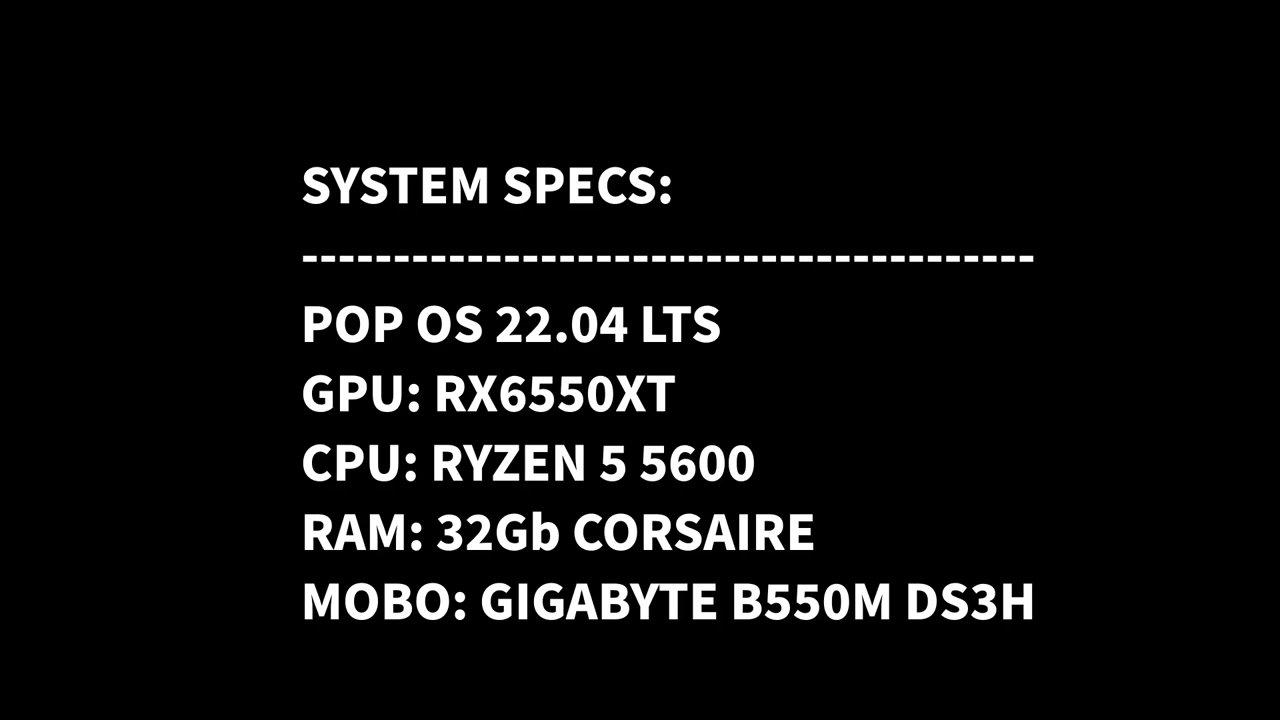 SYSTEM SPECS:
----------------------------------------
POP OS 22.04 LTS
GPU: RX6550XT
CPU: RYZEN 5 5600
RAM: 32Gb CORSAIRE
MOBO: GIGABYTE B550M DS3H